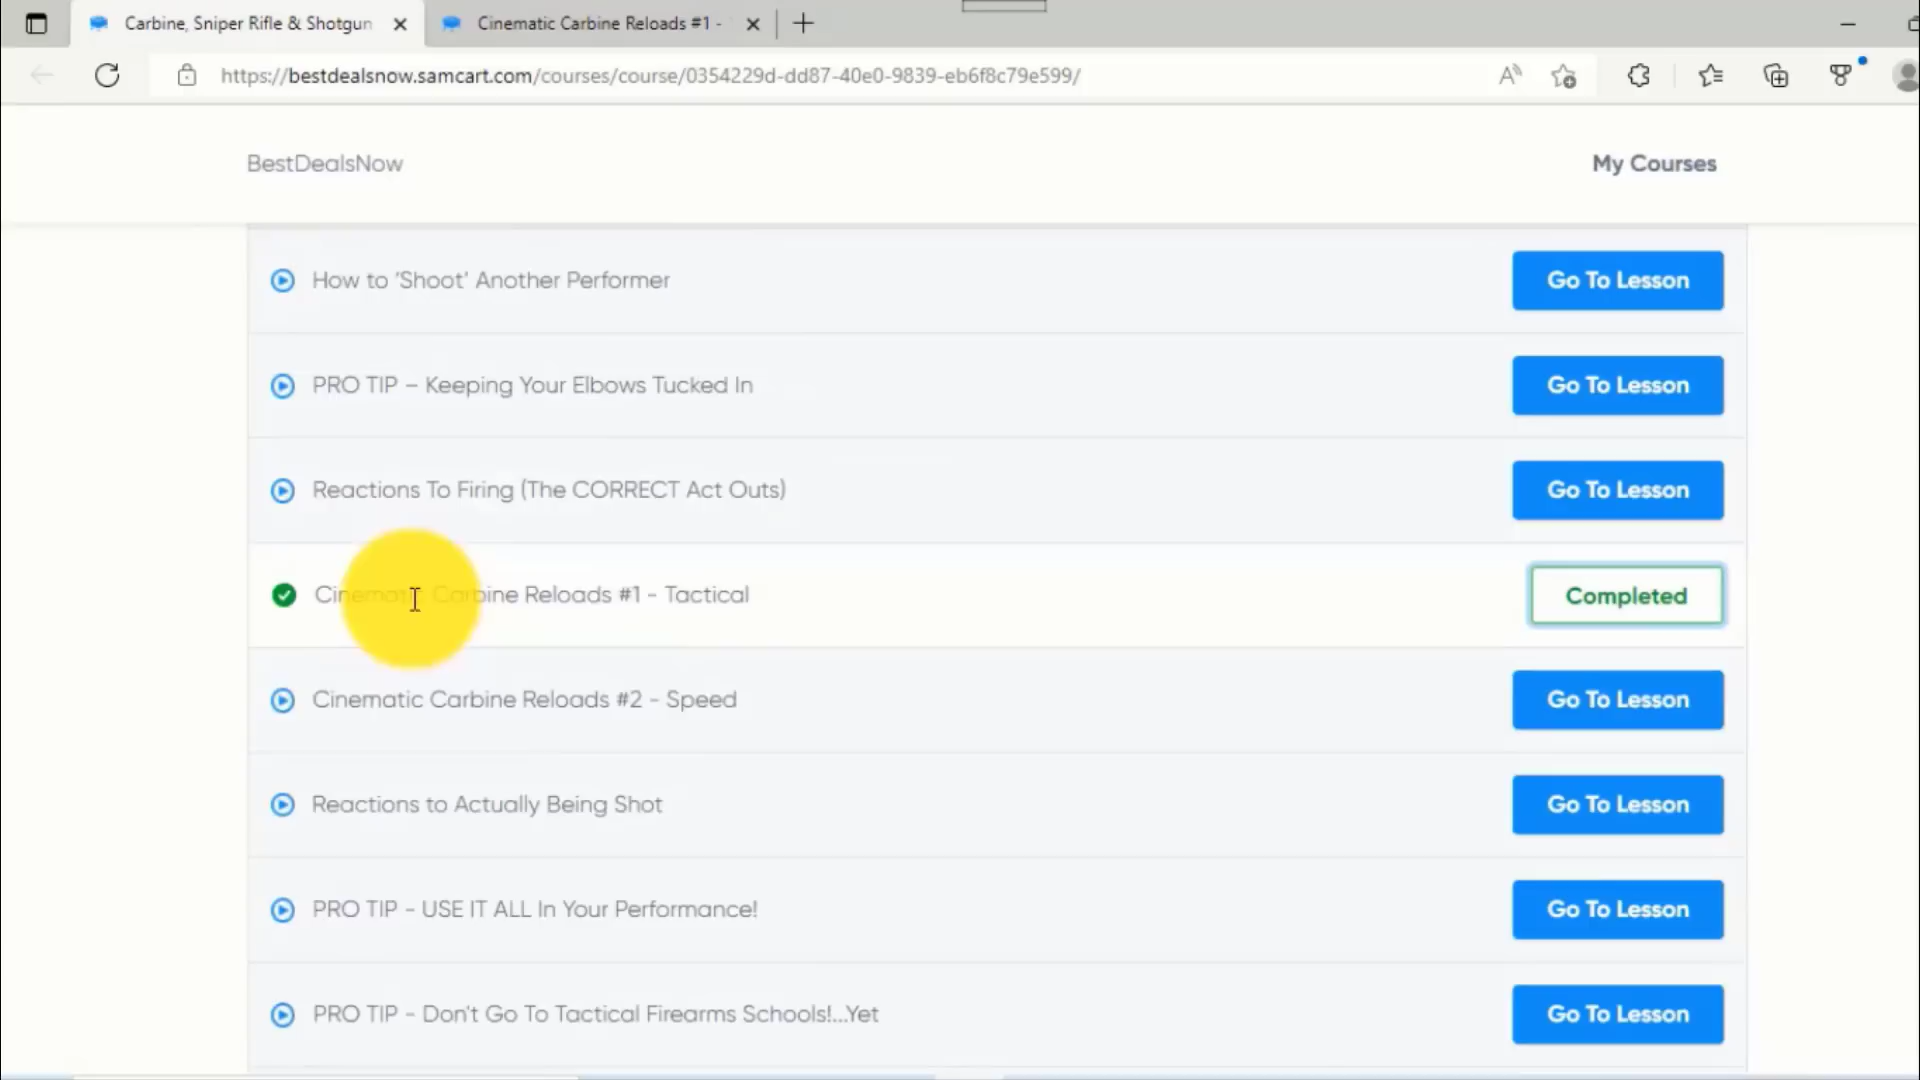 Carbine, Sniper Rifle & Shotgun
Cinematic Carbine Reloads #1 -
https://bestdealsnow.samcart.com/courses/course/0354229d-dd87-40e0-9839-eb6f8c79e599/
BestDealsNow
My Courses
How to ‘Shoot’ Another Performer
Go To Lesson
PRO TIP – Keeping Your Elbows Tucked In
Go To Lesson
Reactions To Firing (The CORRECT Act Outs)
Go To Lesson
Cinematic Carbine Reloads #1 - Tactical
Completed
Cinematic Carbine Reloads #2 - Speed
Go To Lesson
Reactions to Actually Being Shot
Go To Lesson
PRO TIP - USE IT ALL In Your Performance!
Go To Lesson
PRO TIP - Don't Go To Tactical Firearms Schools!...Yet
Go To Lesson